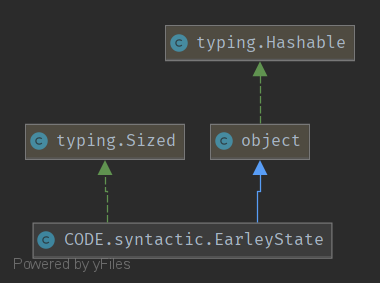 C typing.Hashable
C typing.Sized
C object
C CODE.syntactic.EarleyState
Powered by yFiles